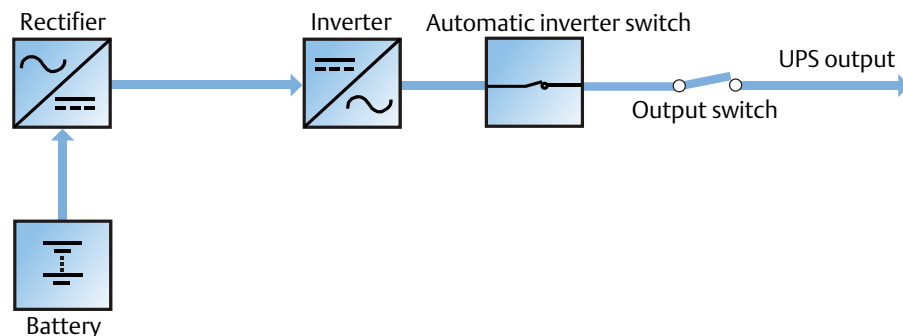 Rectifier
Inverter
Automatic inverter switch
UPS output
Output switch
Battery